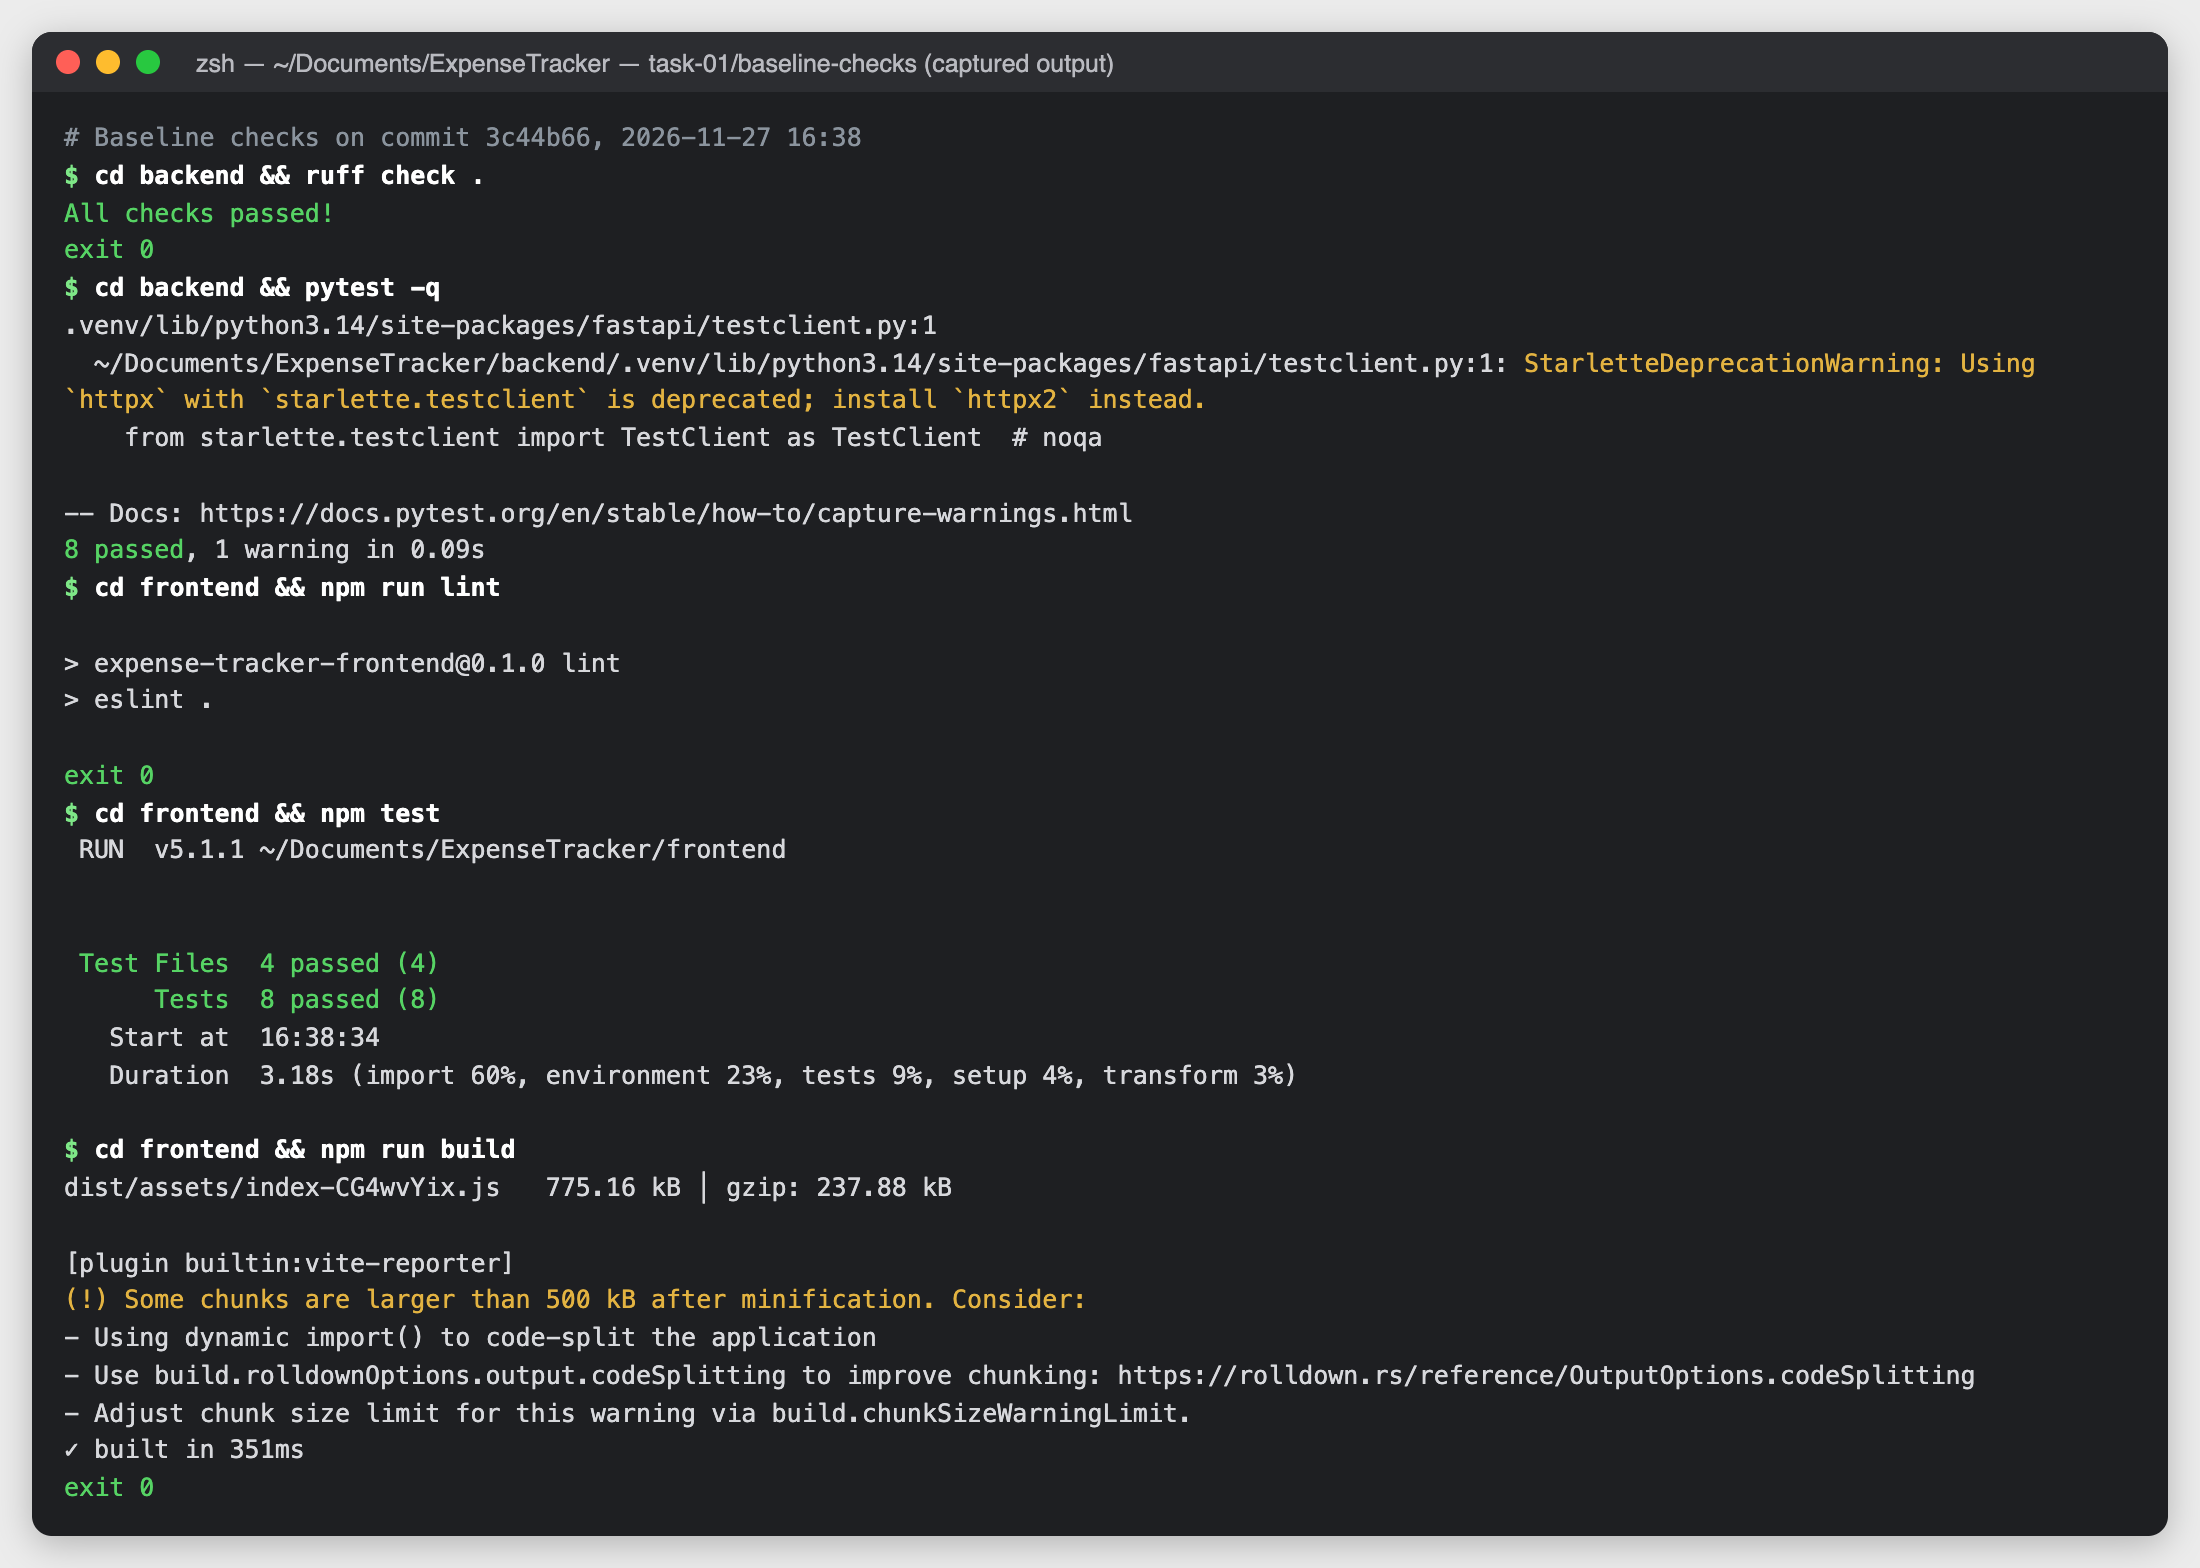 zsh — ~/Documents/ExpenseTracker — task-01/baseline-checks (captured output)
# Baseline checks on commit 3c44b66, 2026-11-27 16:38
$ cd backend && ruff check .
All checks passed!
exit 0
$ cd backend && pytest -q
.venv/lib/python3.14/site-packages/fastapi/testclient.py:1
  ~/Documents/ExpenseTracker/backend/.venv/lib/python3.14/site-packages/fastapi/testclient.py:1: StarletteDeprecationWarning: Using
`httpx` with `starlette.testclient` is deprecated; install `httpx2` instead.
    from starlette.testclient import TestClient as TestClient  # noqa
-- Docs: https://docs.pytest.org/en/stable/how-to/capture-warnings.html
8 passed, 1 warning in 0.09s
$ cd frontend && npm run lint
> expense-tracker-frontend@0.1.0 lint
> eslint .
exit 0
$ cd frontend && npm test
 RUN  v5.1.1 ~/Documents/ExpenseTracker/frontend
 Test Files  4 passed (4)
      Tests  8 passed (8)
   Start at  16:38:34
   Duration  3.18s (import 60%, environment 23%, tests 9%, setup 4%, transform 3%)
$ cd frontend && npm run build
dist/assets/index-CG4wvYix.js   775.16 kB │ gzip: 237.88 kB
[plugin builtin:vite-reporter]
(!) Some chunks are larger than 500 kB after minification. Consider:
- Using dynamic import() to code-split the application
- Use build.rolldownOptions.output.codeSplitting to improve chunking: https://rolldown.rs/reference/OutputOptions.codeSplitting
- Adjust chunk size limit for this warning via build.chunkSizeWarningLimit.
✓ built in 351ms
exit 0